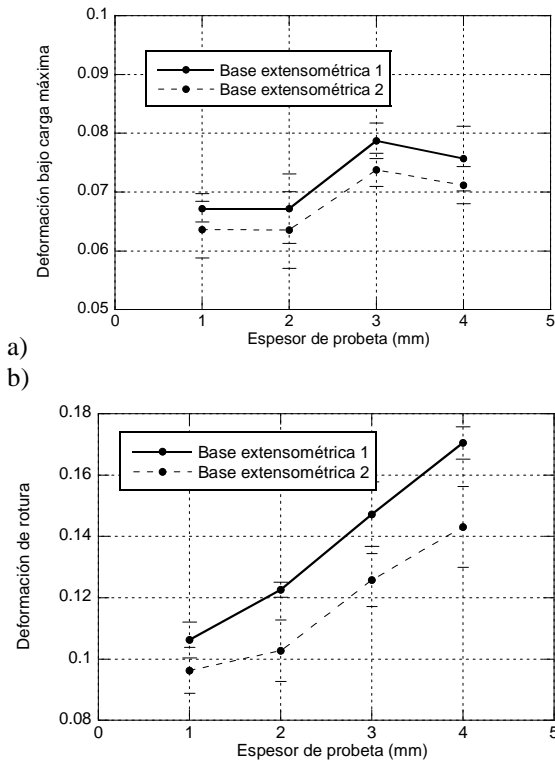 0.1
0.09
0.08
0.07
0.06
0.05
Deformación bajo carga máxima
Base extensométrica 1
Base extensométrica 2
0 1 2 3 4 5
Espesor de probeta (mm)
a)
b)
0.18
0.16
0.14
0.12
0.1
0.08
Deformación de rotura
Base extensométrica 1
Base extensométrica 2
0 1 2 3 4 5
Espesor de probeta (mm)